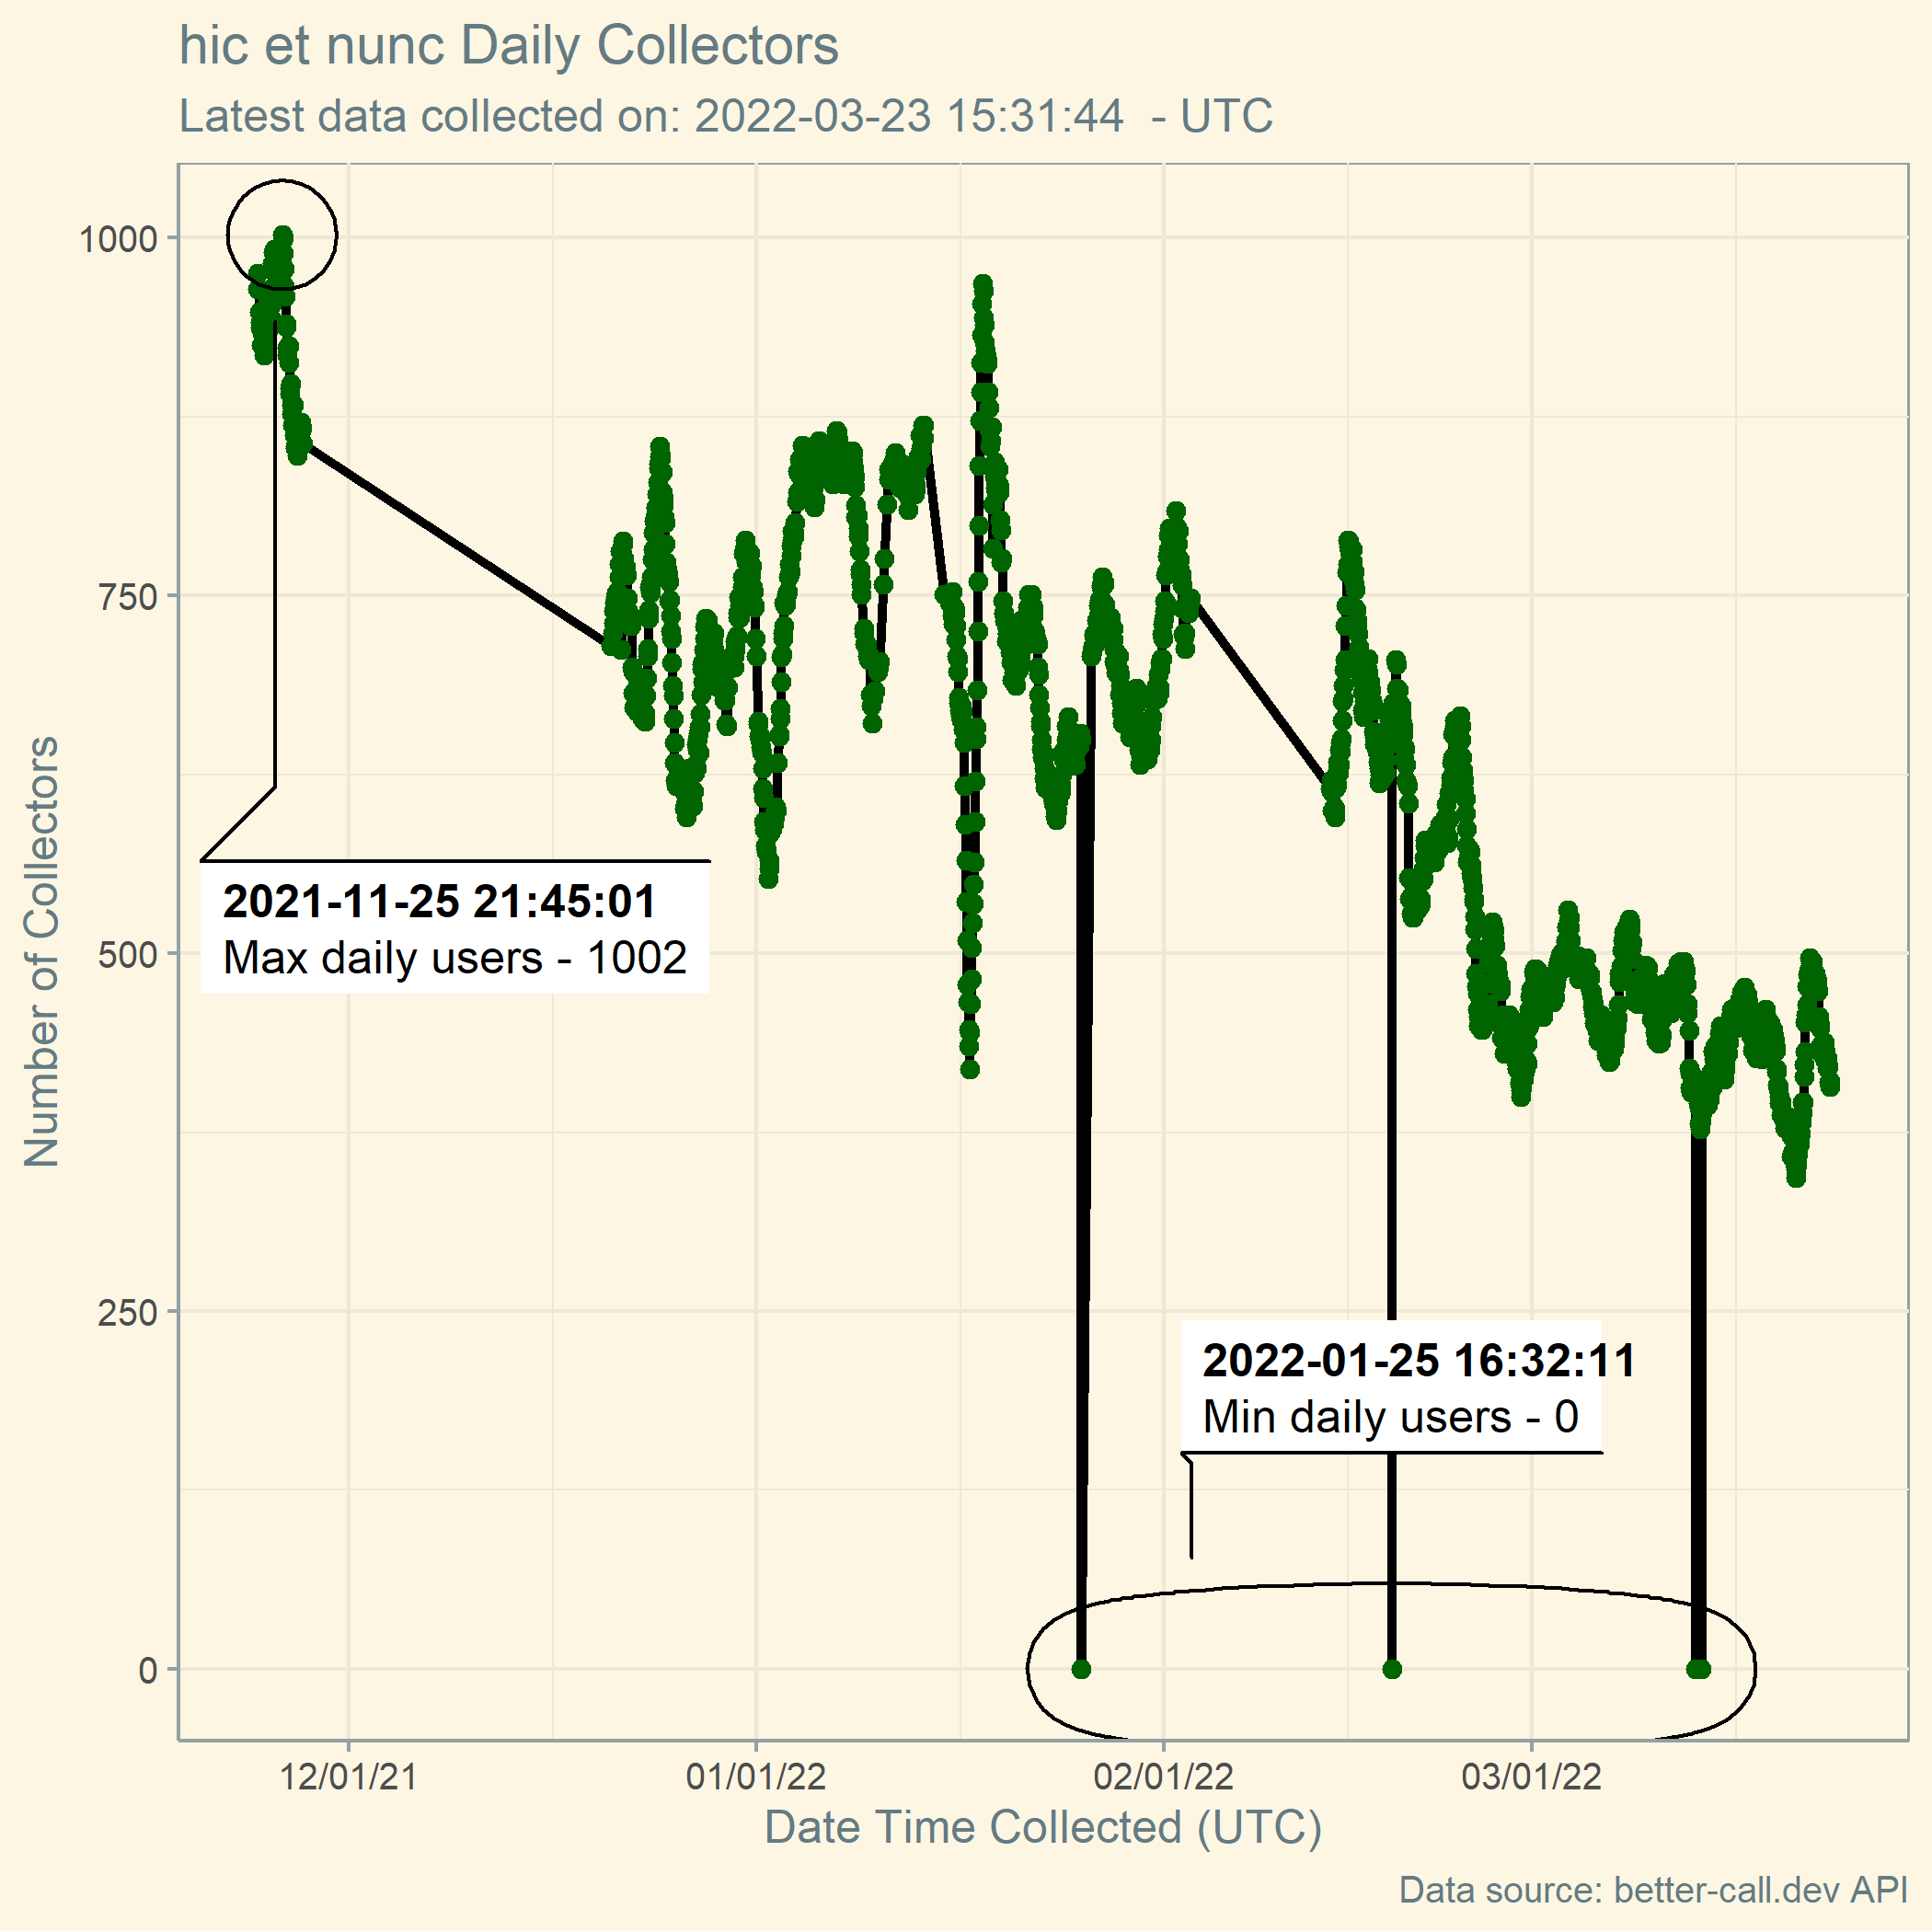 hic et nunc Daily Collectors
Latest data collected on: 2022-03-23 15:31:44  - UTC
Number of Collectors
1000
750
500
250
0
2021-11-25 21:45:01
Max daily users - 1002
2022-01-25 16:32:11
Min daily users - 0
12/01/21
01/01/22
02/01/22
03/01/22
Date Time Collected (UTC)
Data source: better-call.dev API